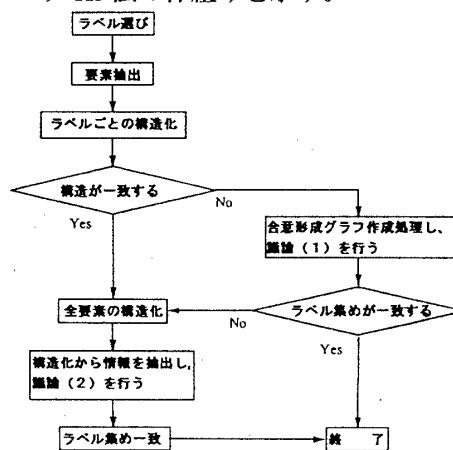 ラベル選び
要素抽出
ラベルごとの構造化
構造が一致する
No
Yes
合意形成グラフ作成処理し、
議論（1）を行う
ラベル集めが一致する
全要素の構造化
No
Yes
構造化から情報を抽出し,
議論（2）を行う
ラベル集め一致
終　了